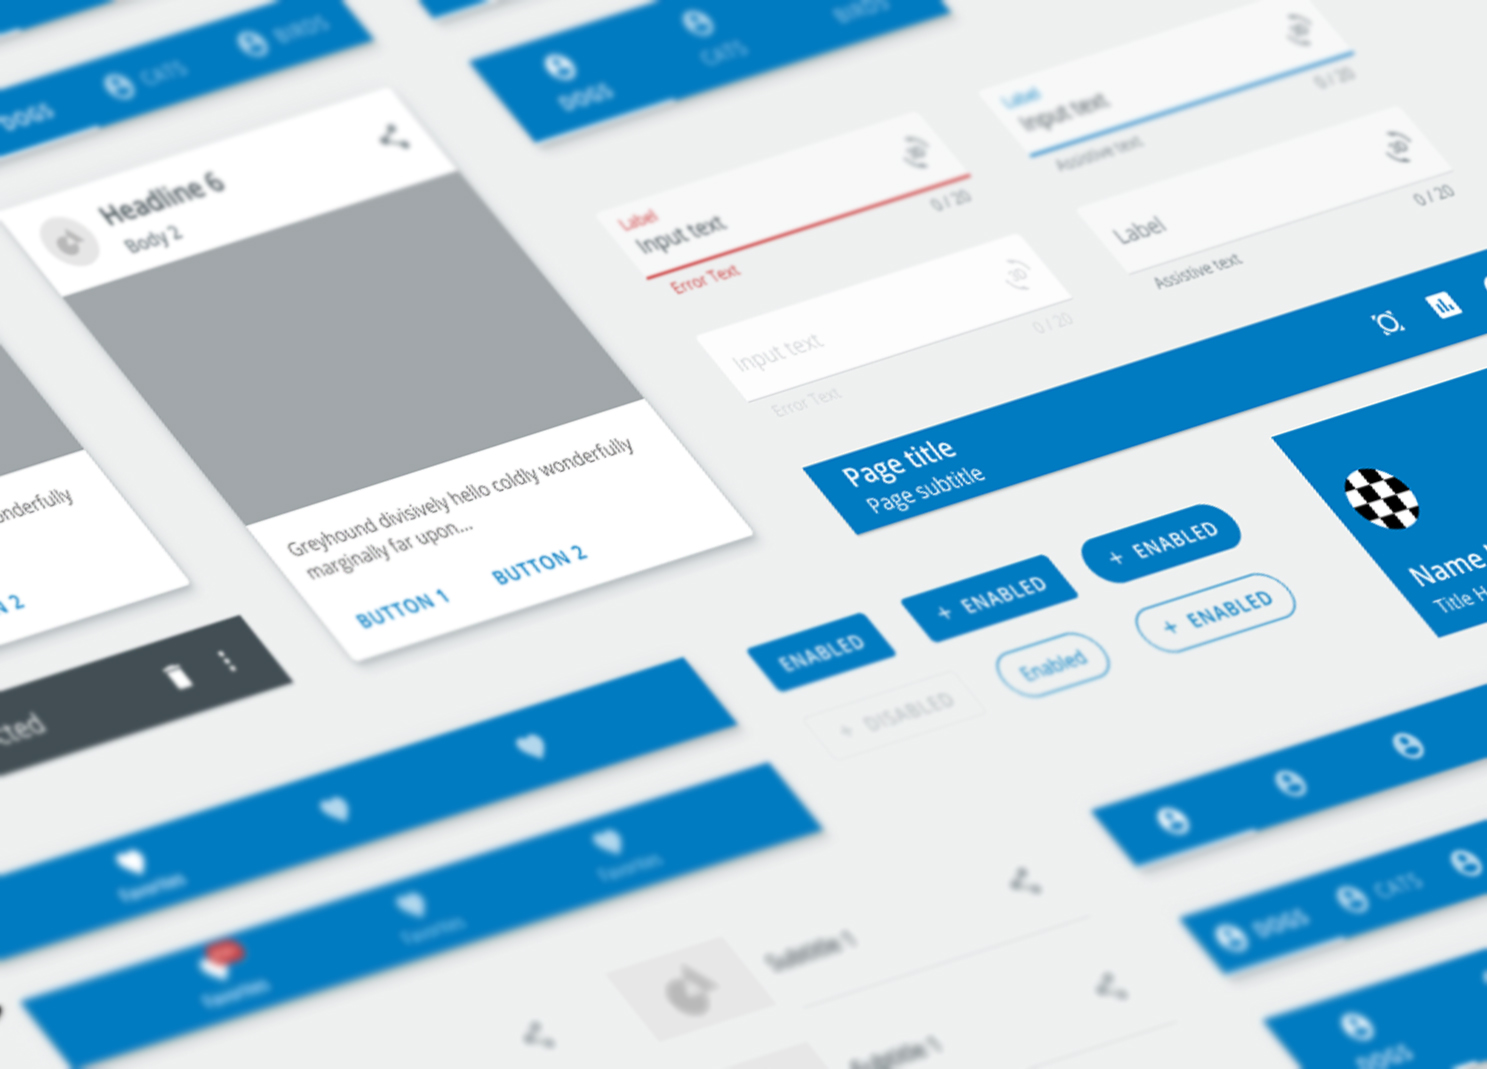 DOGS
CATS
BIRDS
DOGS
CATS
BIRDS
Headline 6
Body 2
Greyhound divisively hello coldly wonderfully
marginally far upon...
BUTTON 1
BUTTON 2
Label
Input text
0 / 20
Error Text
Label
Input text
0 / 20
Assistive text
Input text
0 / 20
Error Text
Label
0 / 20
Assistive text
Page title
Page subtitle
ENABLED
+ ENABLED
+ ENABLED
+ DISABLED
Enabled
+ ENABLED
Name
Title
2
Favorites
Favorites
Favorites
Favorites
Subtitle 1
Subtitle 1
DOGS
CATS
DOGS